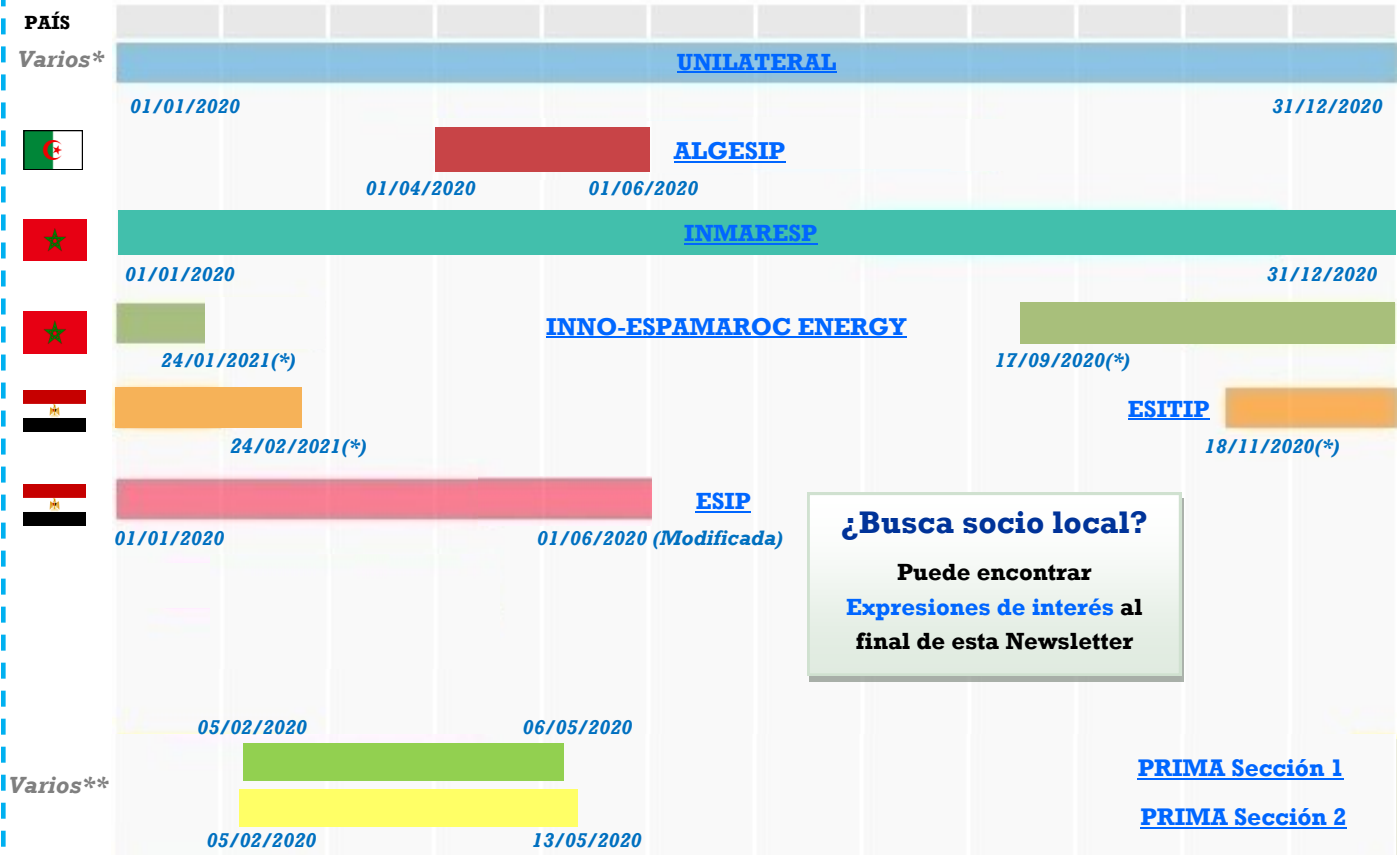 PAÍS
Varios*
UNILATERAL
01/01/2020
31/12/2020
ALGESIP
01/04/2020
01/06/2020
INMARESP
01/01/2020
31/12/2020
INNO-ESPAMAROC ENERGY
24/01/2021(*)
17/09/2020(*)
ESITIP
24/02/2021(*)
18/11/2020(*)
ESIP
01/01/2020
01/06/2020 (Modificada)
¿Busca socio local?
Puede encontrar
Expresiones de interés al
final de esta Newsletter
05/02/2020
06/05/2020
Varios**
PRIMA Sección 1
PRIMA Sección 2
05/02/2020
13/05/2020